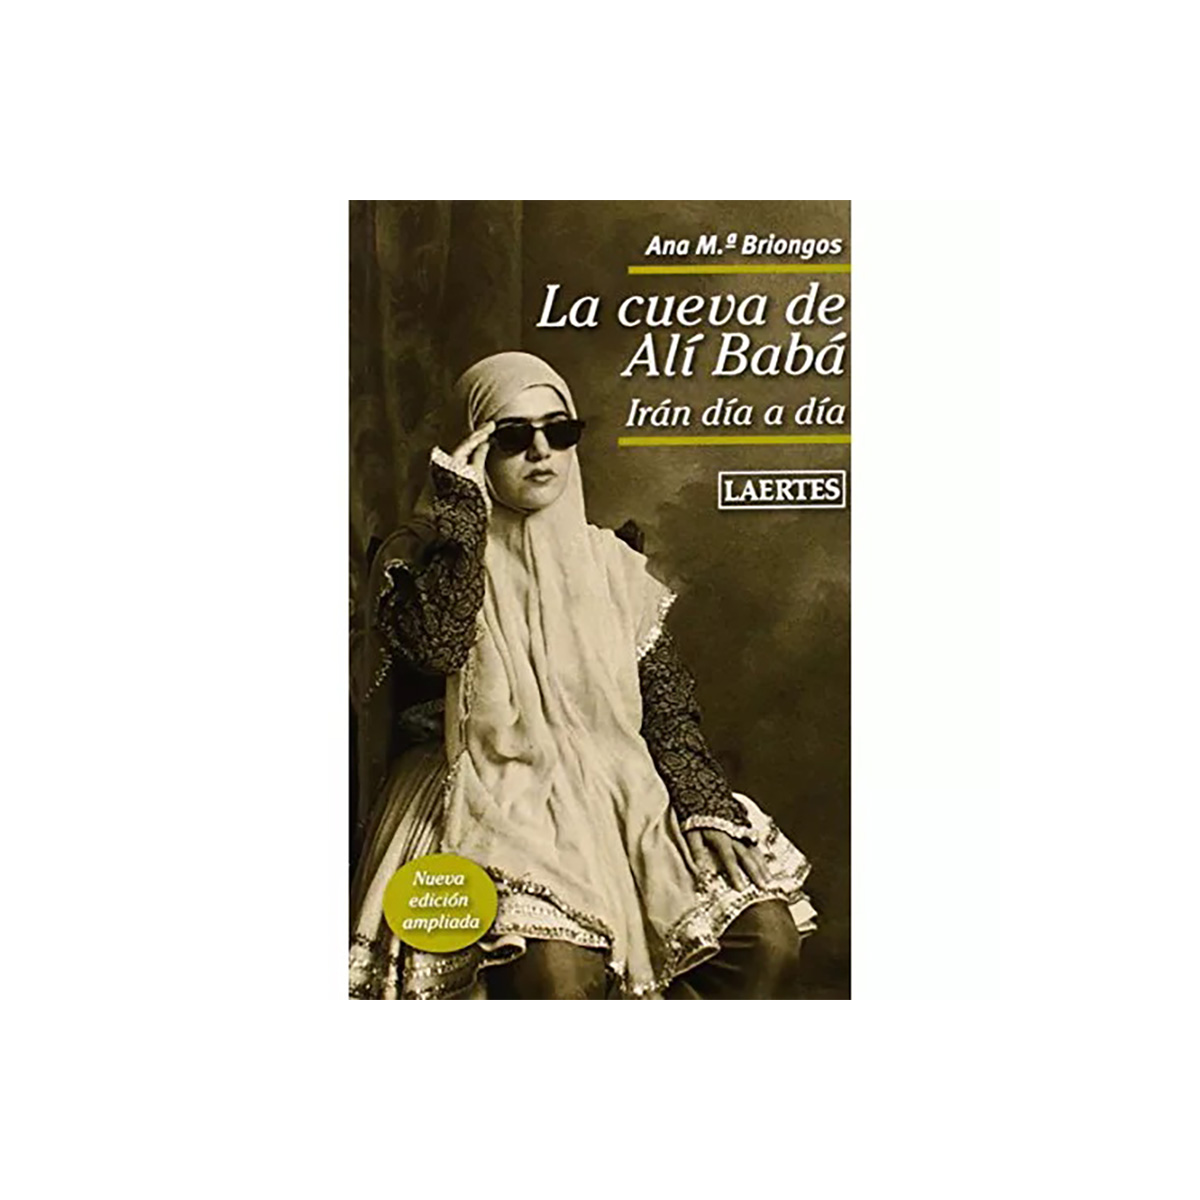 Ana M.ª Briongos
La cueva de
Alí Babá
Irán día a día
LAERTES
Nueva
edición
ampliada